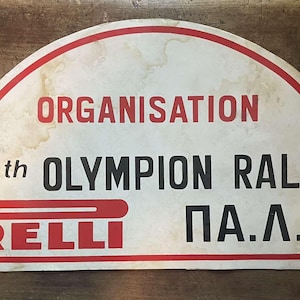 ORGANISATION
th OLYMPION RAL
RELLI
ΠΑ.Λ.